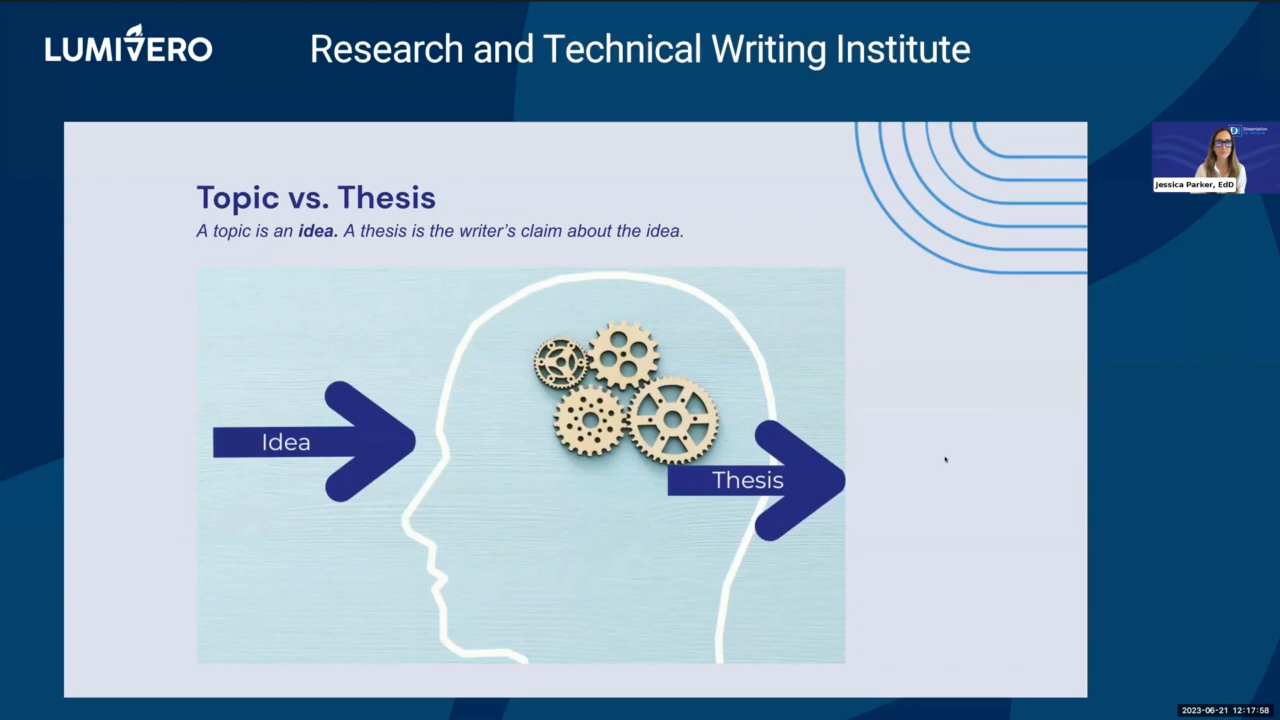 LUMIVERO
Research and Technical Writing Institute
Topic vs. Thesis
A topic is an idea. A thesis is the writer's claim about the idea.
Idea
Thesis
Dissertation
Jessica Parker, EdD
2023-06-21 12:17:58